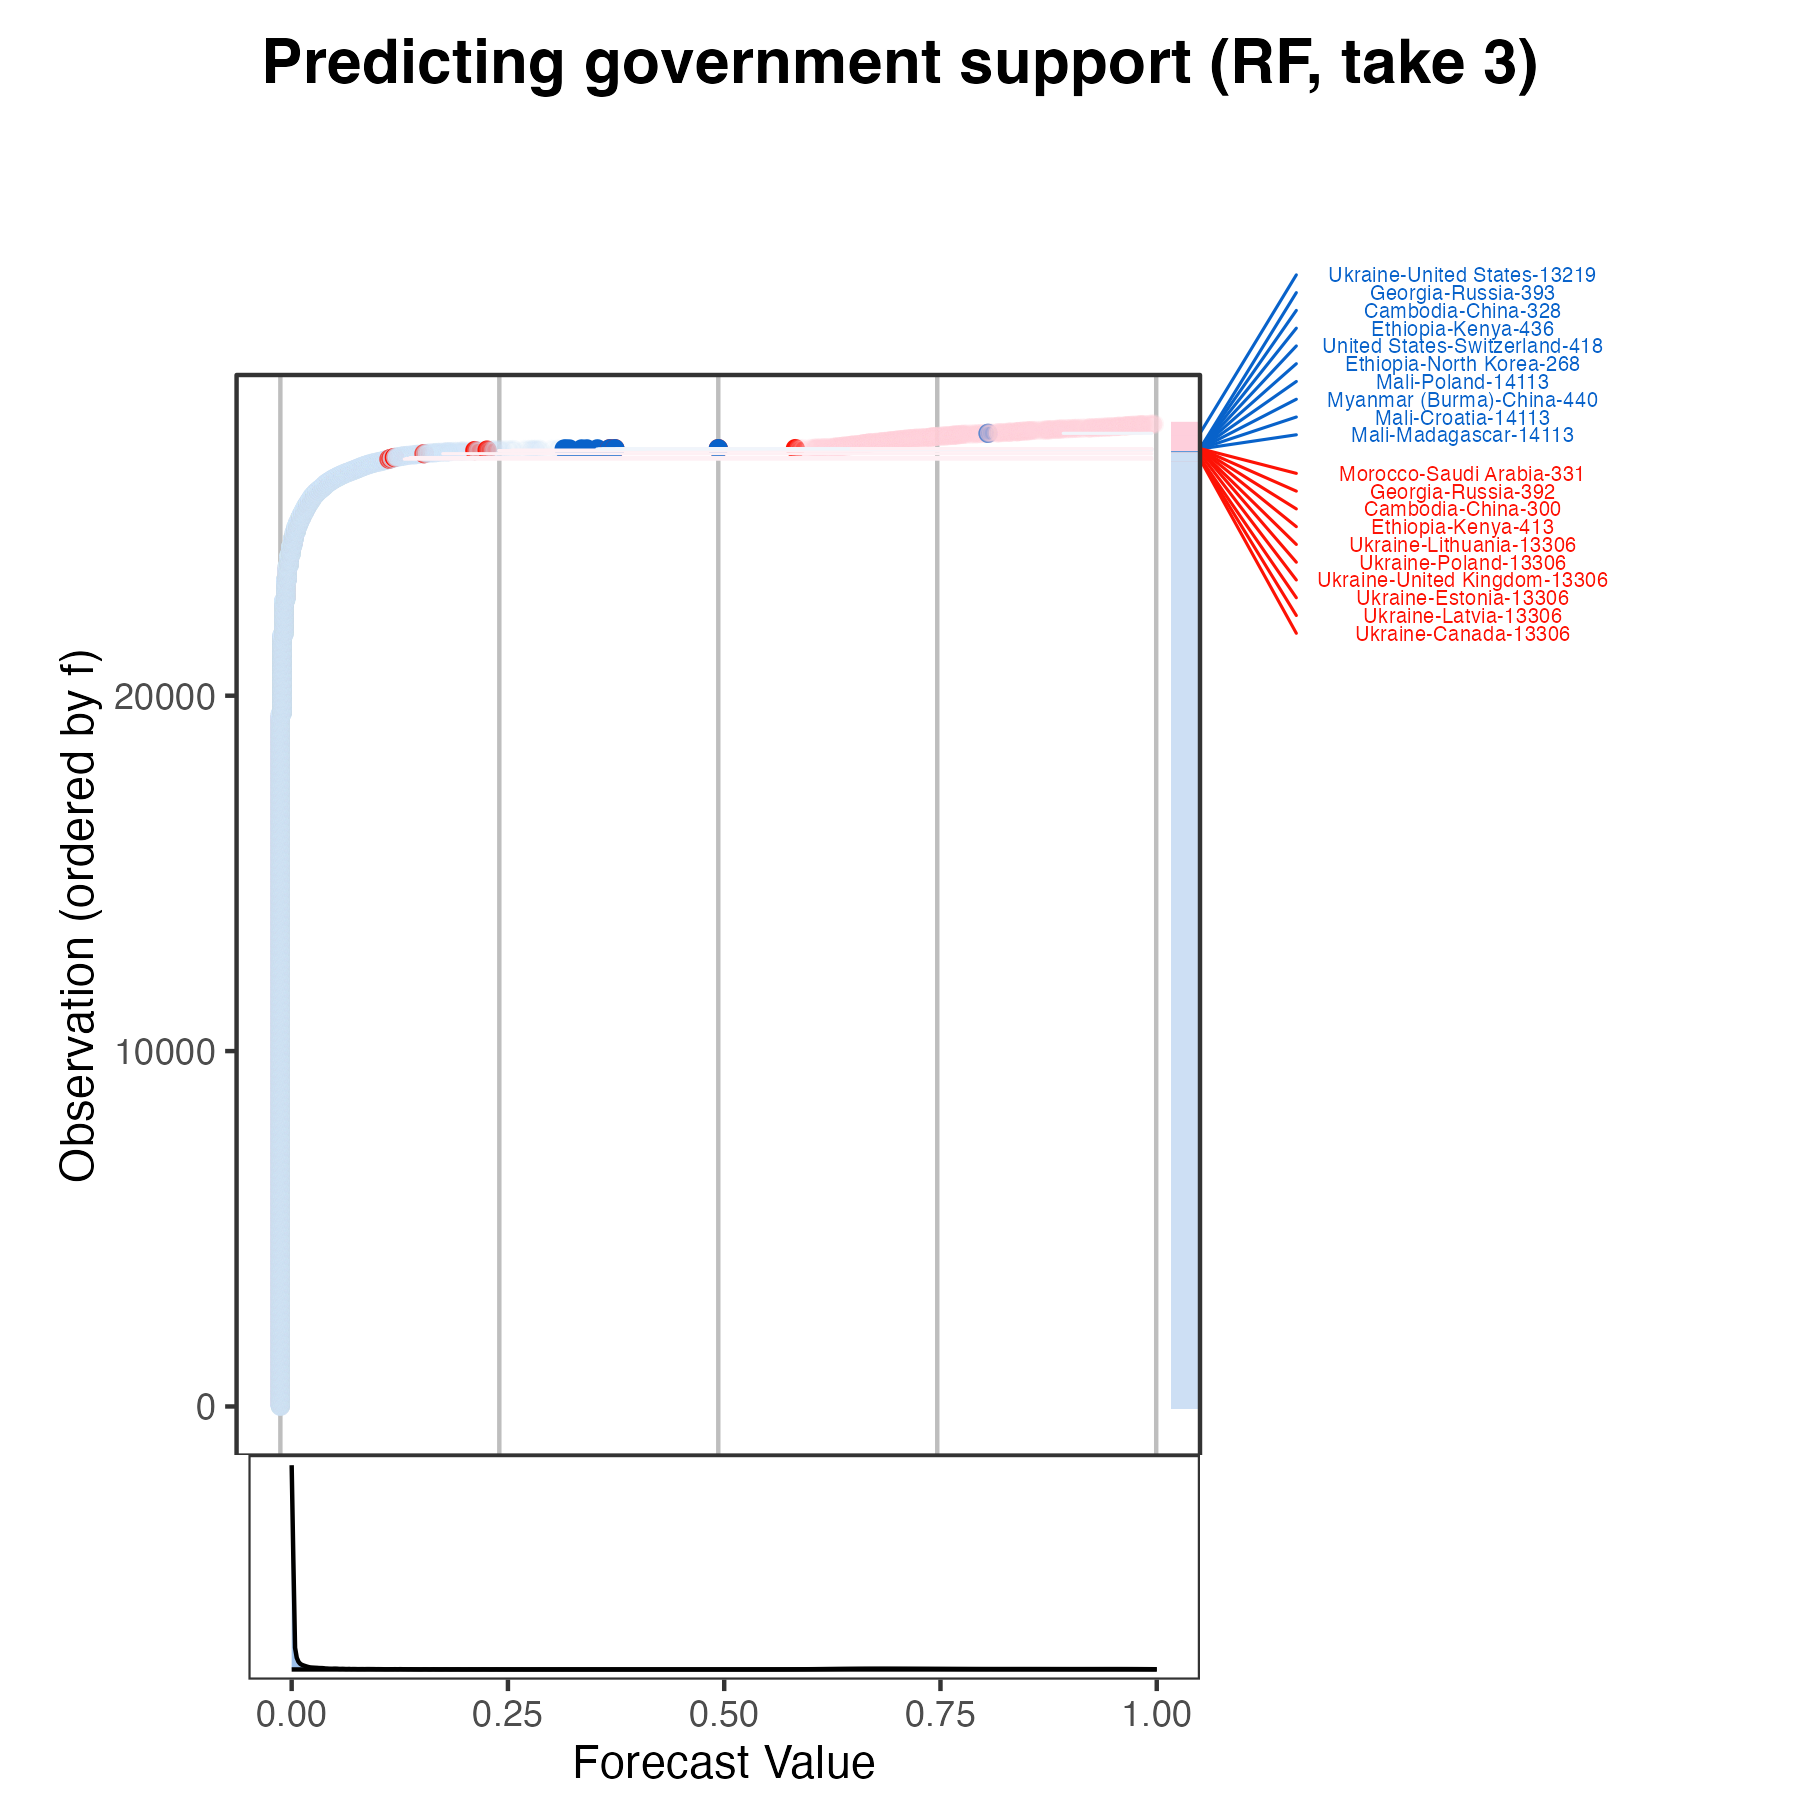 Predicting government support (RF, take 3)
Ukraine-United States-13219
Georgia-Russia-393
Cambodia-China-328
Ethiopia-Kenya-436
United States-Switzerland-418
Ethiopia-North Korea-268
Mali-Poland-14113
Myanmar (Burma)-China-440
Mali-Croatia-14113
Mali-Madagascar-14113
Morocco-Saudi Arabia-331
Georgia-Russia-392
Cambodia-China-300
Ethiopia-Kenya-413
Ukraine-Lithuania-13306
Ukraine-Poland-13306
Ukraine-United Kingdom-13306
Ukraine-Estonia-13306
Ukraine-Latvia-13306
Ukraine-Canada-13306
Observation (ordered by f)
20000
10000
0
0.00 0.25 0.50 0.75 1.00
Forecast Value